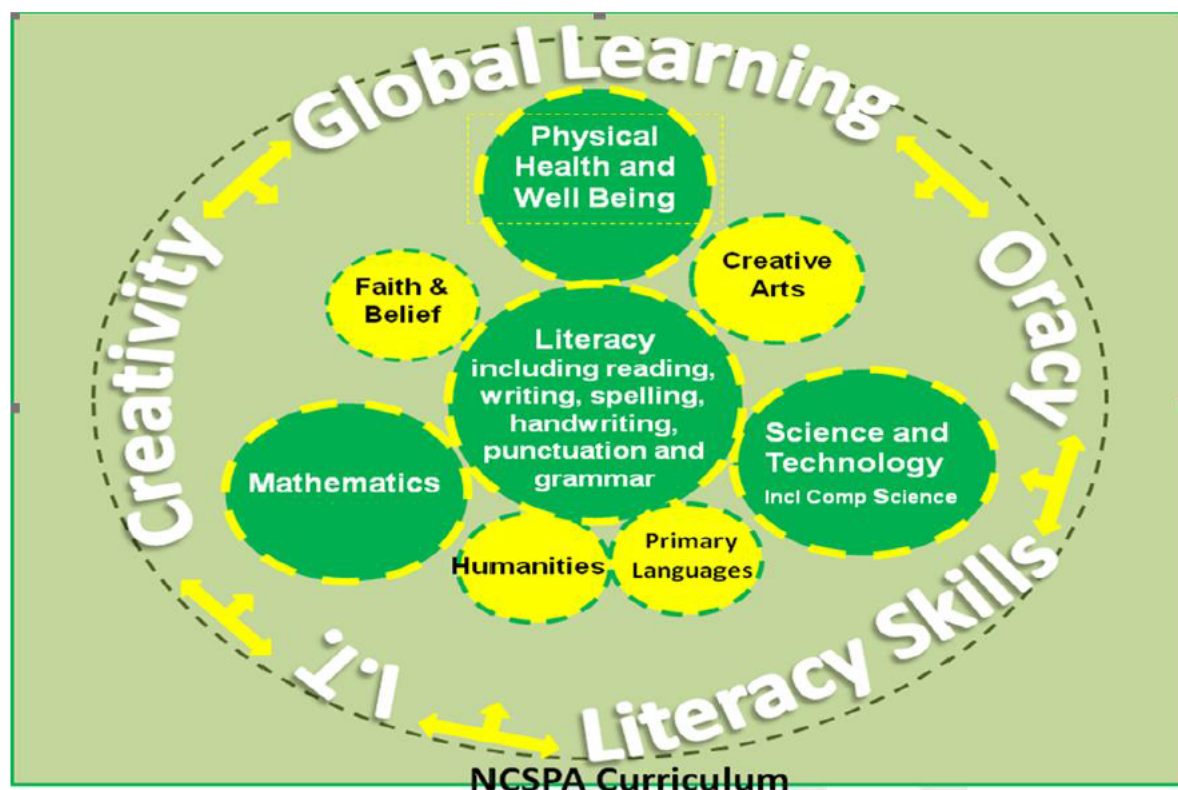 Global Learning
Physical
Health and
Well Being
Creativity
Oracy
Faith &
Belief
Creative
Arts
Literacy
including reading,
writing, spelling,
handwriting,
punctuation and
grammar
Mathematics
Science and
Technology
Incl Comp Science
Humanities
Primary
Languages
I.T.
Literacy Skills
NCSPA Curriculum